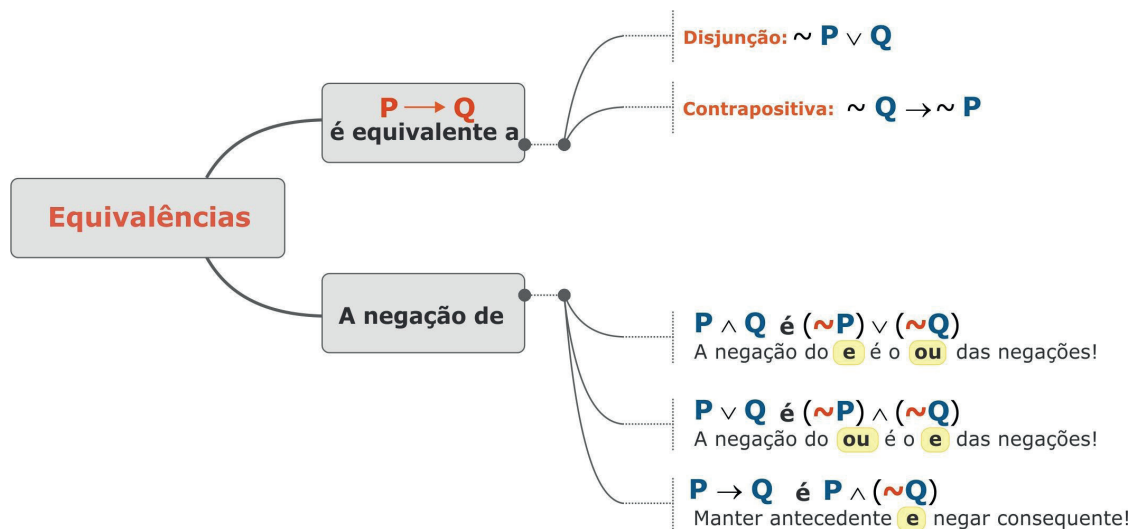 Equivalências
P → Q
é equivalente a
Disjunção: ~ P ∨ Q
Contrapositiva: ~ Q → ~ P
A negação de
P ∧ Q é (~P) ∨ (~Q)
A negação do e é o ou das negações!
P ∨ Q é (~P) ∧ (~Q)
A negação do ou é o e das negações!
P → Q é P ∧ (~Q)
Manter antecedente e negar consequente!